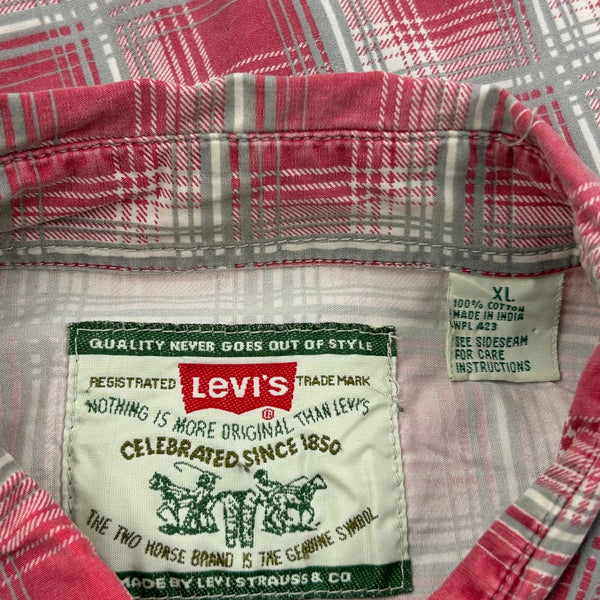 QUALITY NEVER GOES OUT OF STYLE
REGISTRATED LEVI'S TRADE MARK
®
NOTHING IS MORE ORIGINAL THAN LEVI'S
CELEBRATED SINCE 1850
THE TWO HORSE BRAND IS THE GENUINE SYMBOL
MADE BY LEVI STRAUSS & CO
XL
100% COTTON
MADE IN INDIA
WPL 423
SEE SIDESEAM
FOR CARE
INSTRUCTIONS